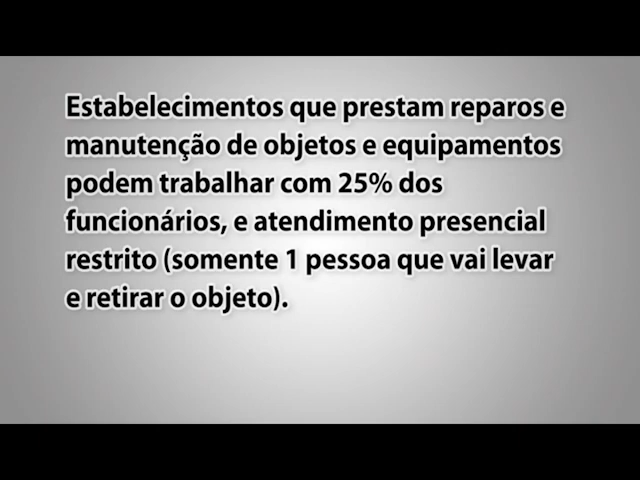 Estabelecimentos que prestam reparos e
manutenção de objetos e equipamentos
podem trabalhar com 25% dos
funcionários, e atendimento presencial
restrito (somente 1 pessoa que vai levar
e retirar o objeto).